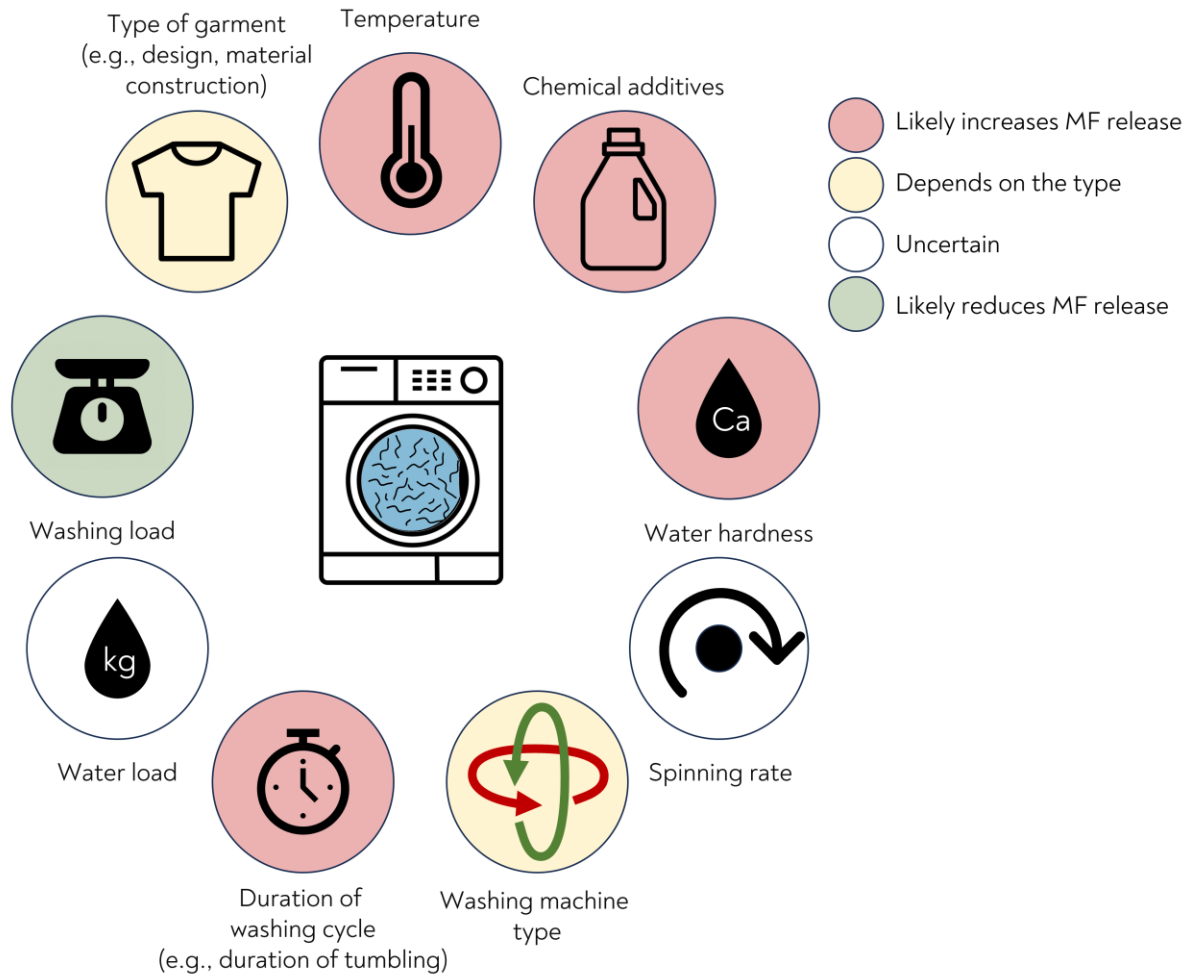 Type of garment
(e.g., design, material
construction)
Temperature
Chemical additives
Likely increases MF release
Depends on the type
Uncertain
Likely reduces MF release
Ca
Washing load
Water hardness
kg
Water load
Spinning rate
Duration of
washing cycle
(e.g., duration of tumbling)
Washing machine
type